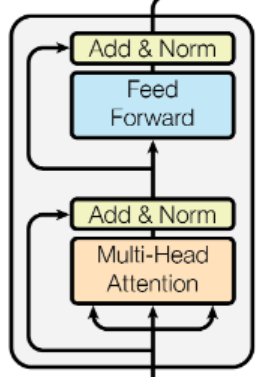 Add & Norm
Feed
Forward
Add & Norm
Multi-Head
Attention